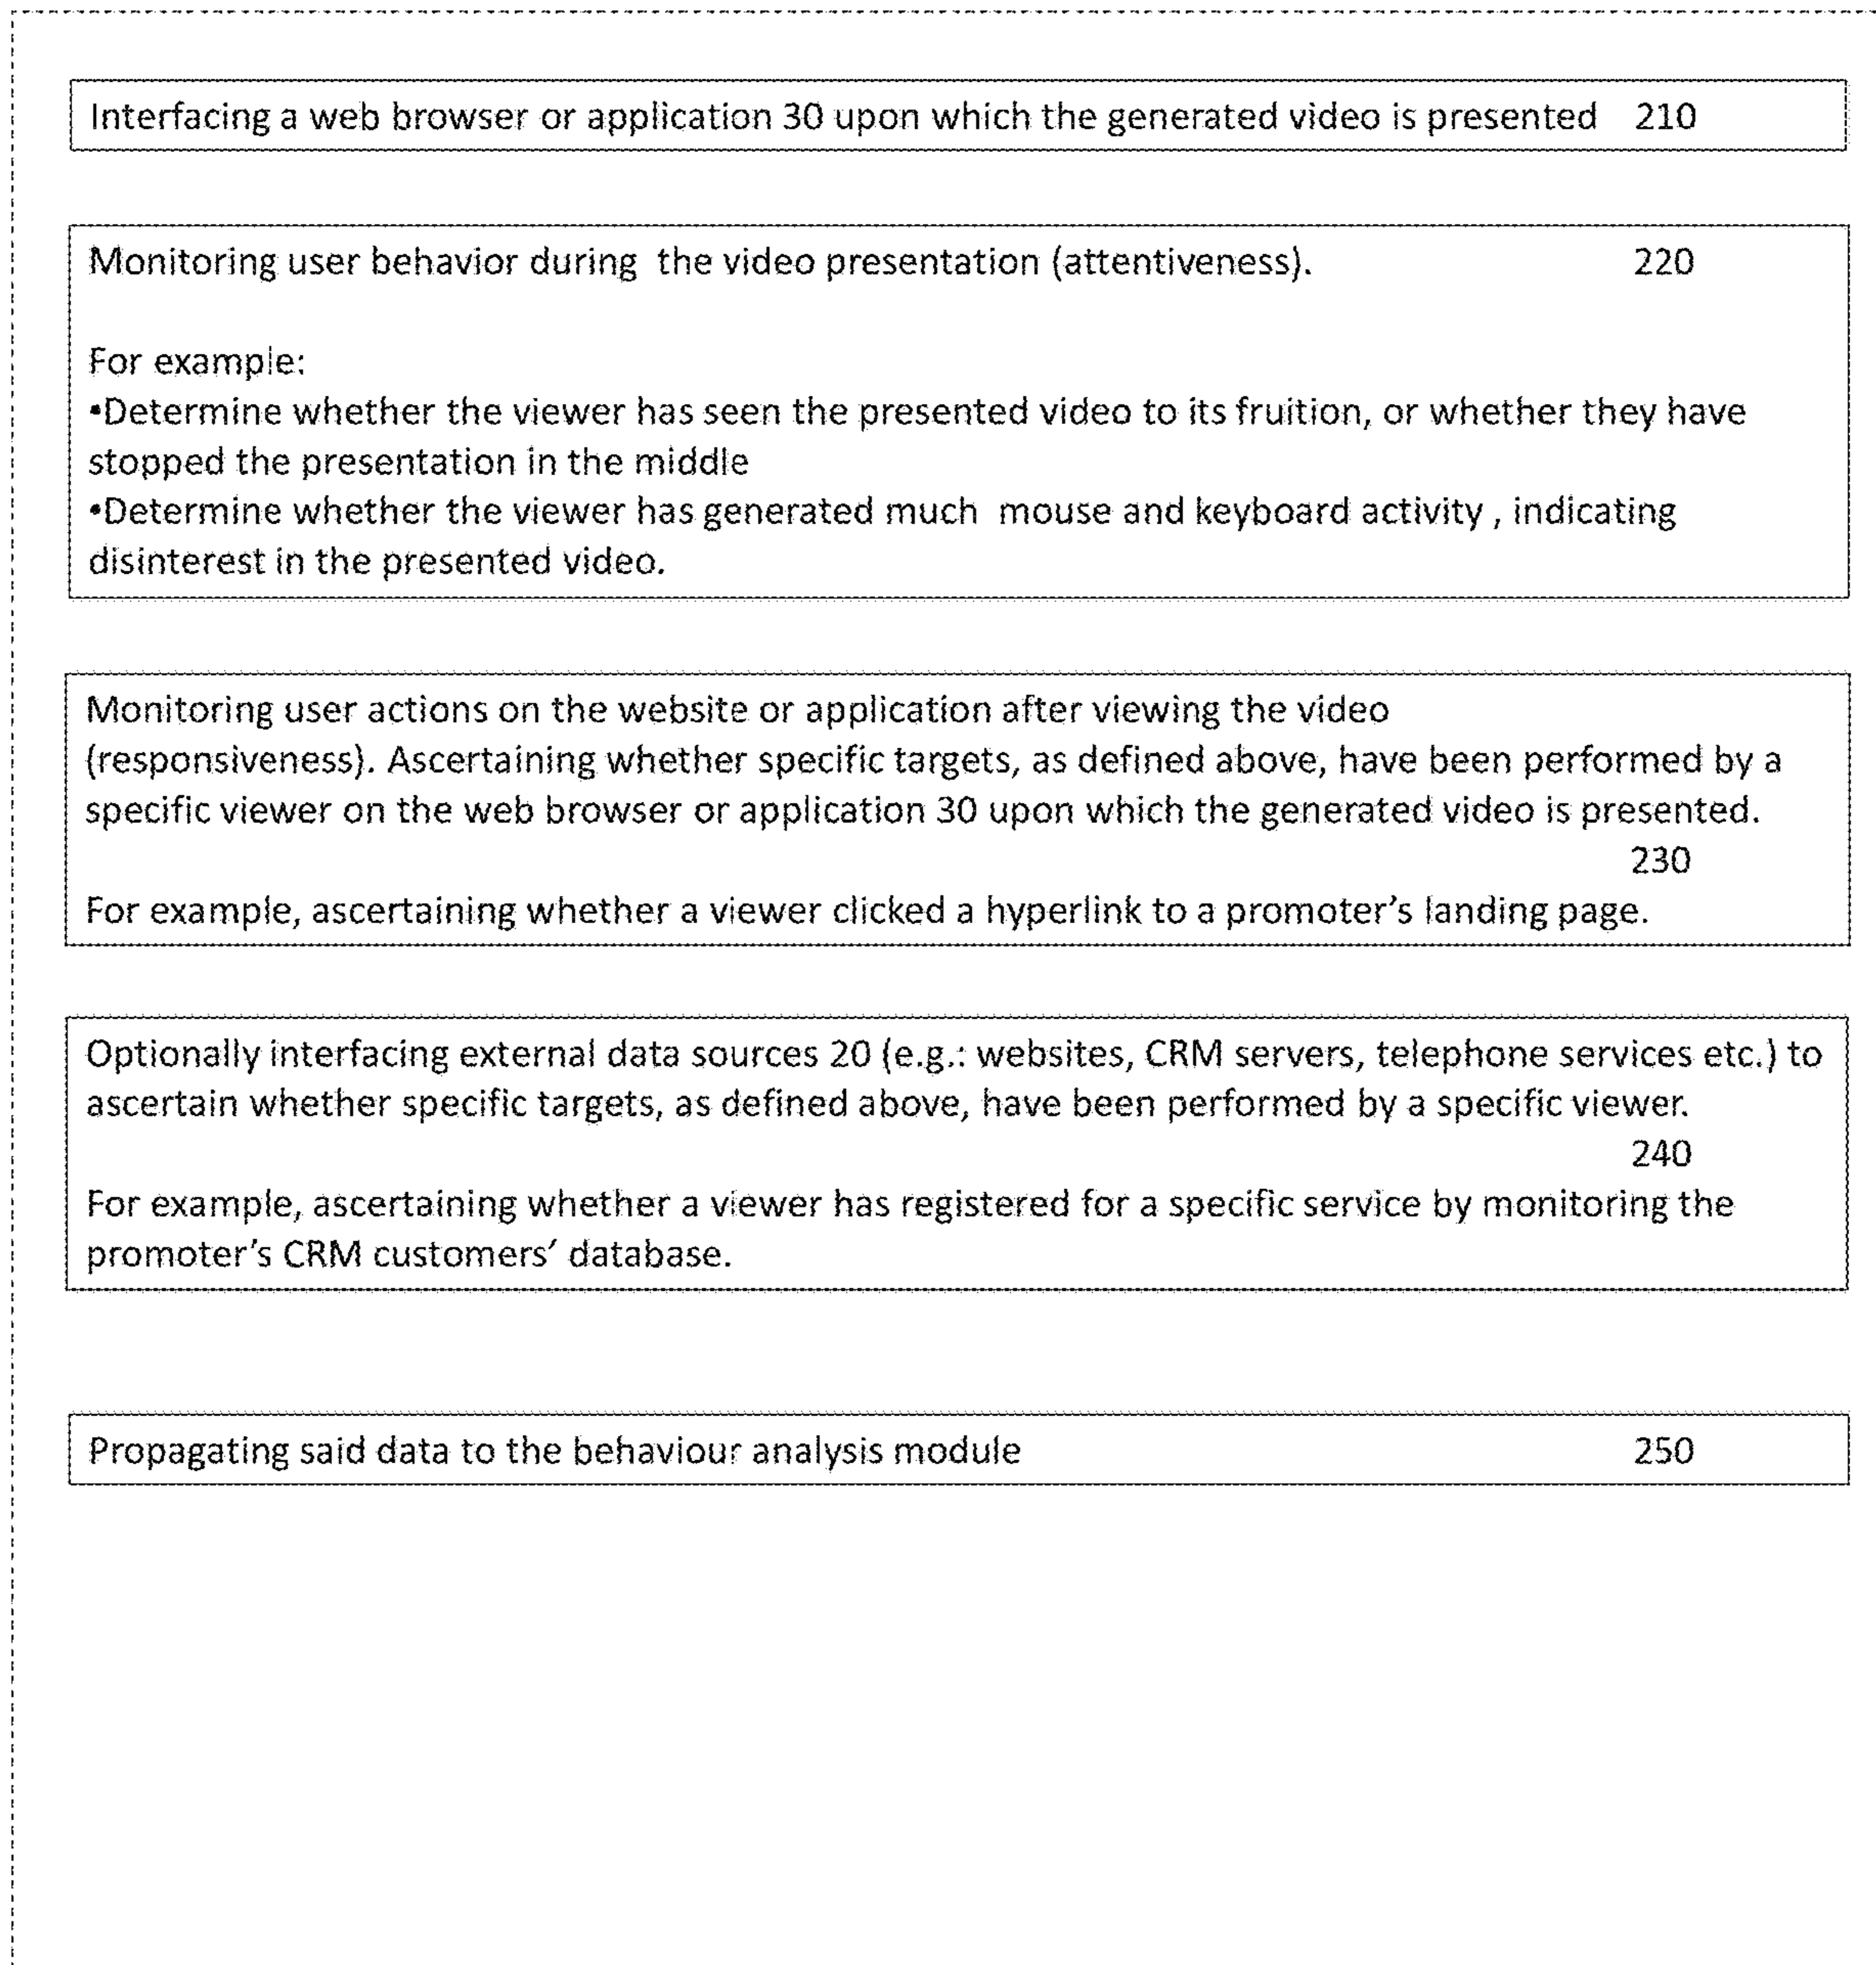 Interfacing a web browser or application 30 upon which the generated video is presented 210
Monitoring user behavior during the video presentation (attentiveness). 220
For example:
•Determine whether the viewer has seen the presented video to its fruition, or whether they have
stopped the presentation in the middle
•Determine whether the viewer has generated much mouse and keyboard activity , indicating
disinterest in the presented video.
Monitoring user actions on the website or application after viewing the video
(responsiveness). Ascertaining whether specific targets, as defined above, have been performed by a
specific viewer on the web browser or application 30 upon which the generated video is presented.
230
For example, ascertaining whether a viewer clicked a hyperlink to a promoter's landing page.
Optionally interfacing external data sources 20 (e.g.: websites, CRM servers, telephone services etc.) to
ascertain whether specific targets, as defined above, have been performed by a specific viewer.
240
For example, ascertaining whether a viewer has registered for a specific service by monitoring the
promoter's CRM customers' database.
Propagating said data to the behaviour analysis module 250